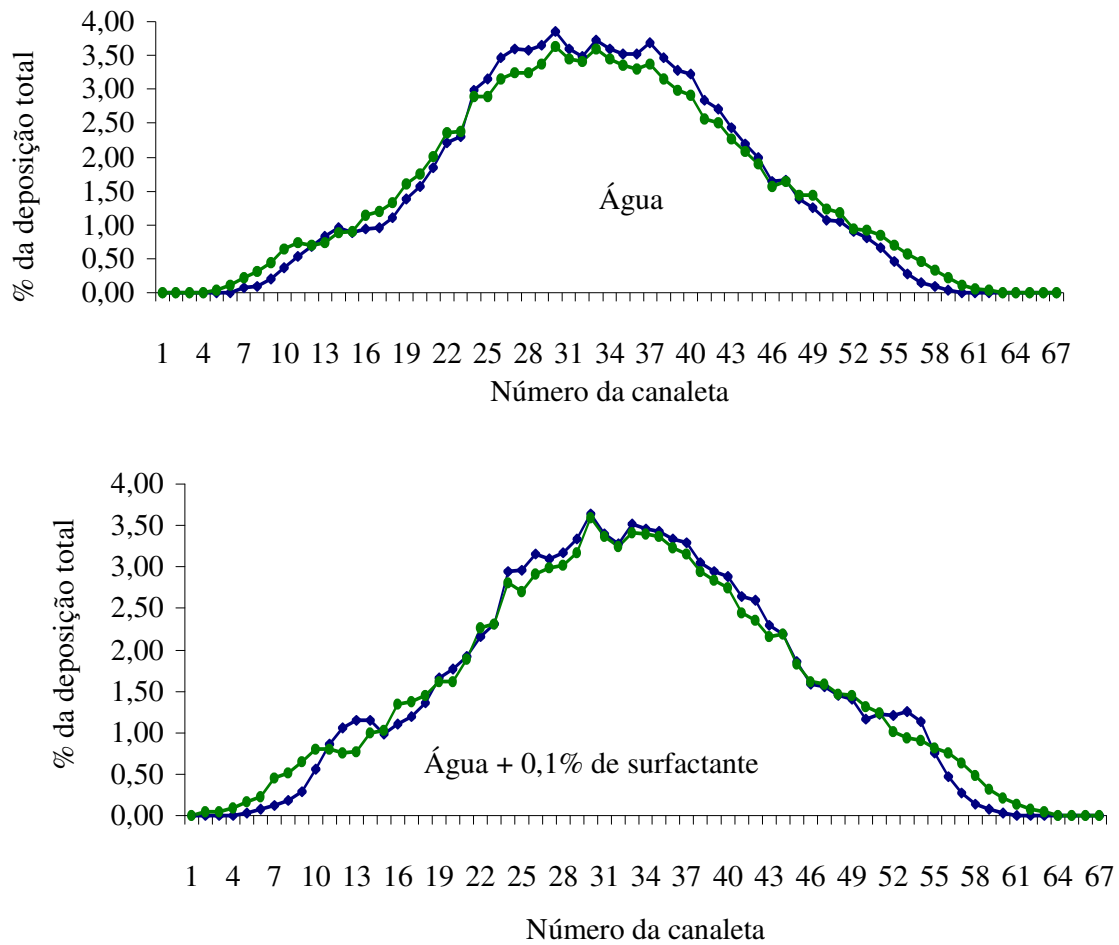 % da deposição total
4,00
3,50
3,00
2,50
2,00
1,50
1,00
0,50
0,00
Água
1 4 7 10 13 16 19 22 25 28 31 34 37 40 43 46 49 52 55 58 61 64 67
Número da canaleta
% da deposição total
4,00
3,50
3,00
2,50
2,00
1,50
1,00
0,50
0,00
Água + 0,1% de surfactante
1 4 7 10 13 16 19 22 25 28 31 34 37 40 43 46 49 52 55 58 61 64 67
Número da canaleta